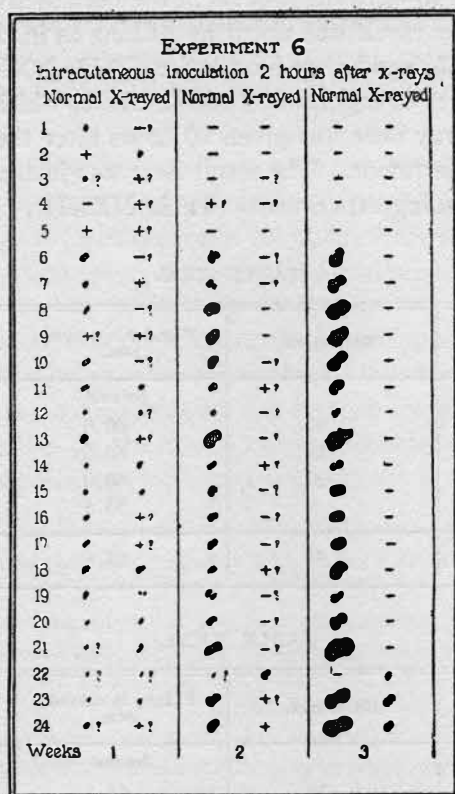 EXPERIMENT 6
Intracutaneous inoculation 2 hours after x-rays
Normal X-rayed Normal X-rayed Normal X-rayed
1 • -? - - - -
2 + - - - - -
3 •? +? - -? - -
4 - +? +? -? - -
5 + +? - - - -
6 -? -? -
7 + -? -
8 -? -? -
9 +? +? - -
10 -? -? -
11 • +? -
12 • •? • -? • -
13 +? -? -
14 • • +? -
15 • • -? -
16 • +? -? -
17 -? -? -
18 +? -
19 - -? -
20 • -? -
21 •? -? -
22 -
23 •? +? •
24 •? +? + •
Weeks 1 2 3